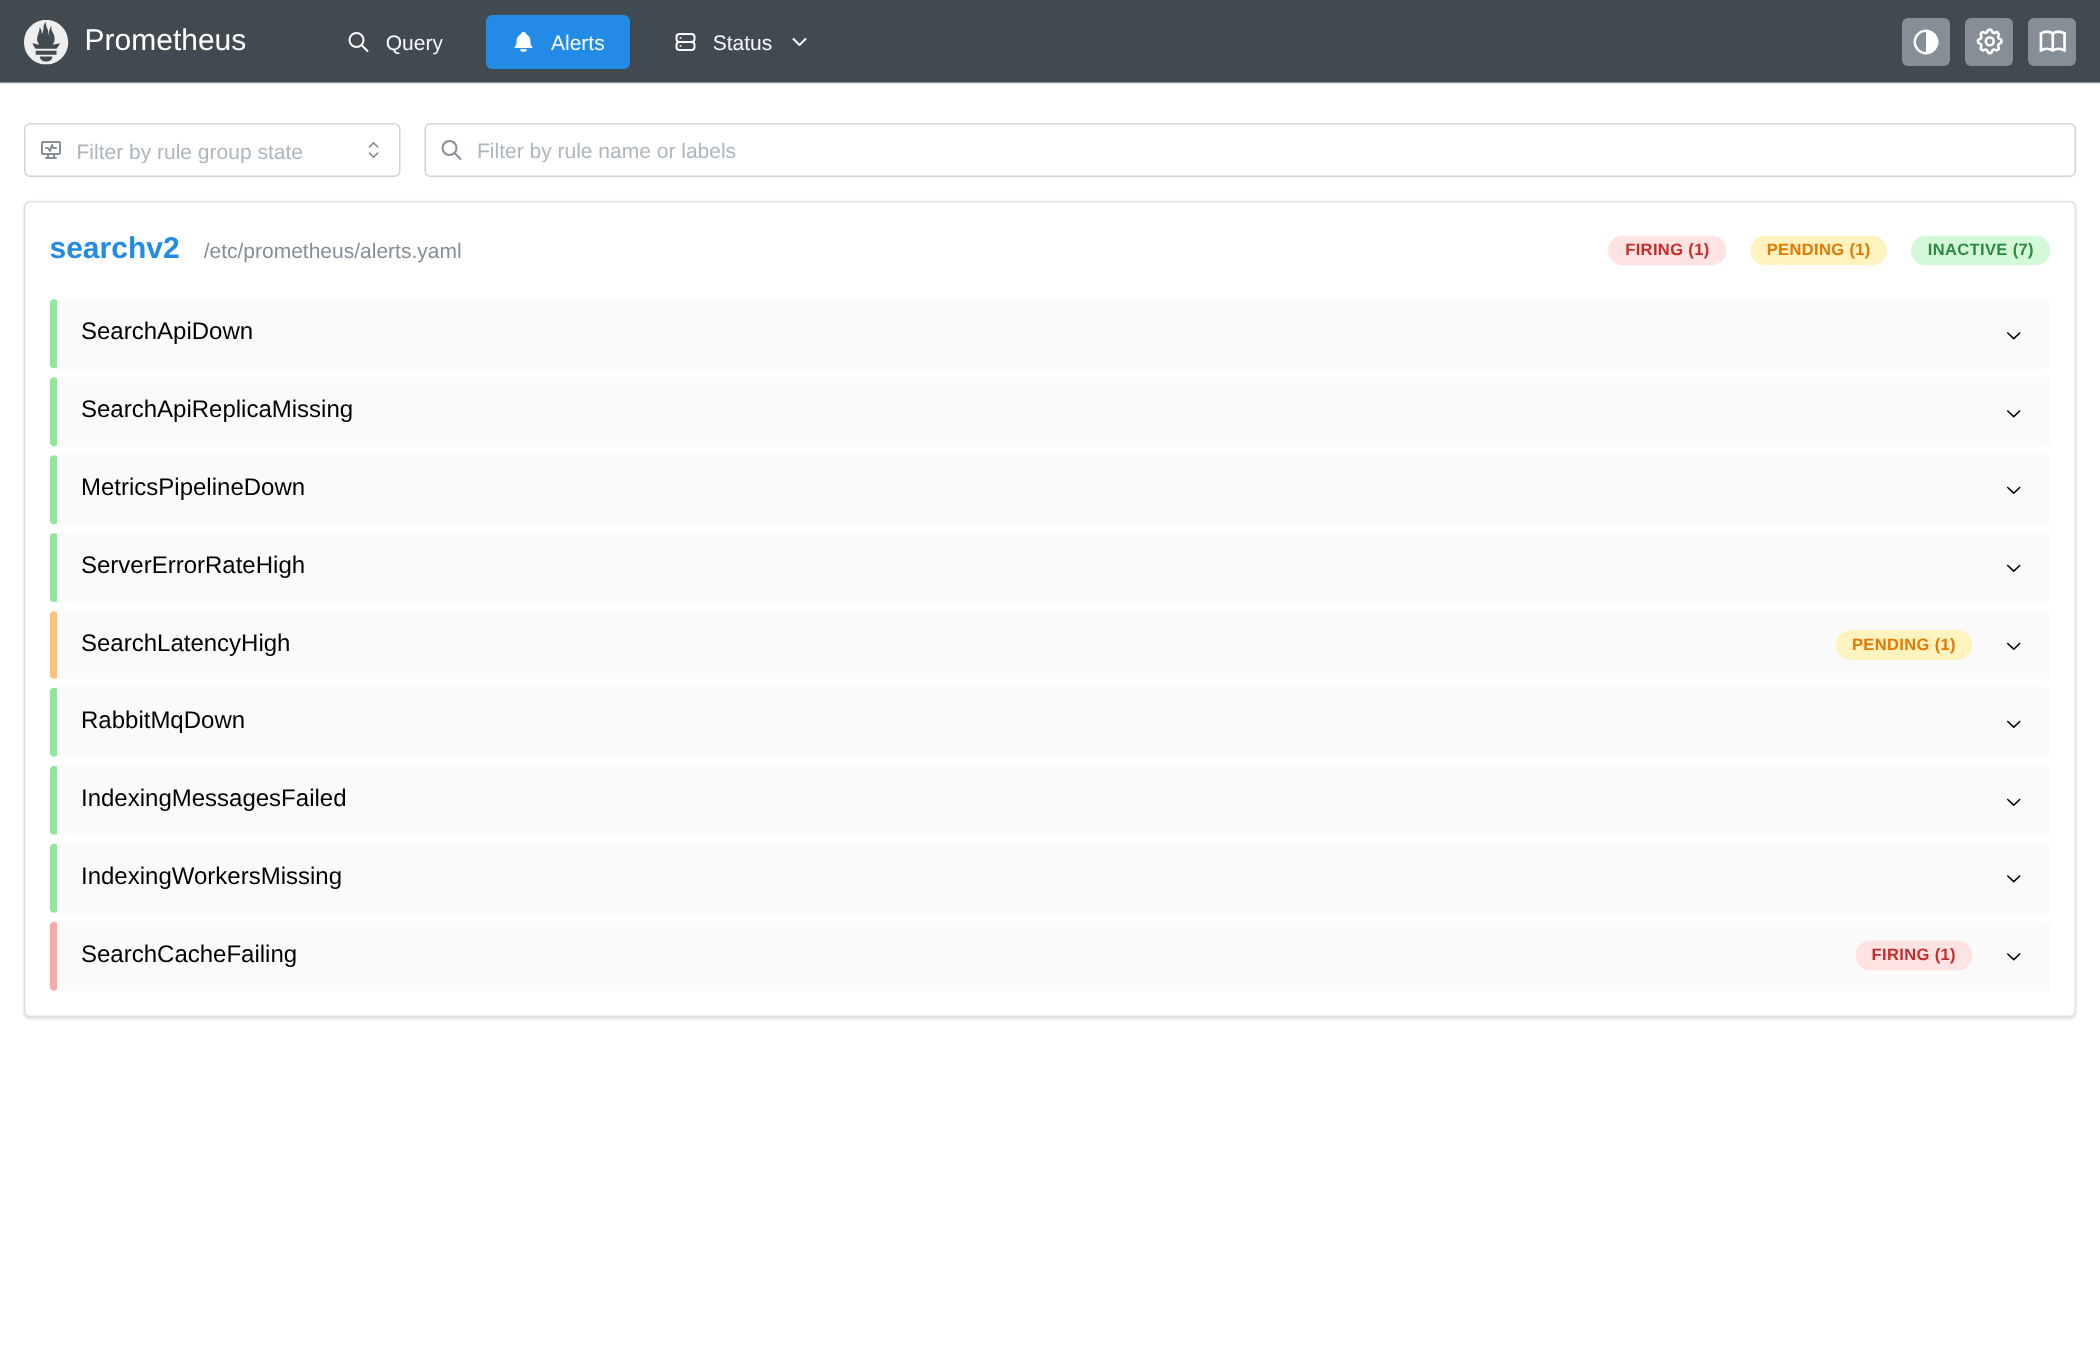 Prometheus Query Alerts Status
Filter by rule group state Filter by rule name or labels
searchv2 /etc/prometheus/alerts.yaml FIRING (1) PENDING (1) INACTIVE (7)
SearchApiDown
SearchApiReplicaMissing
MetricsPipelineDown
ServerErrorRateHigh
SearchLatencyHigh PENDING (1)
RabbitMqDown
IndexingMessagesFailed
IndexingWorkersMissing
SearchCacheFailing FIRING (1)